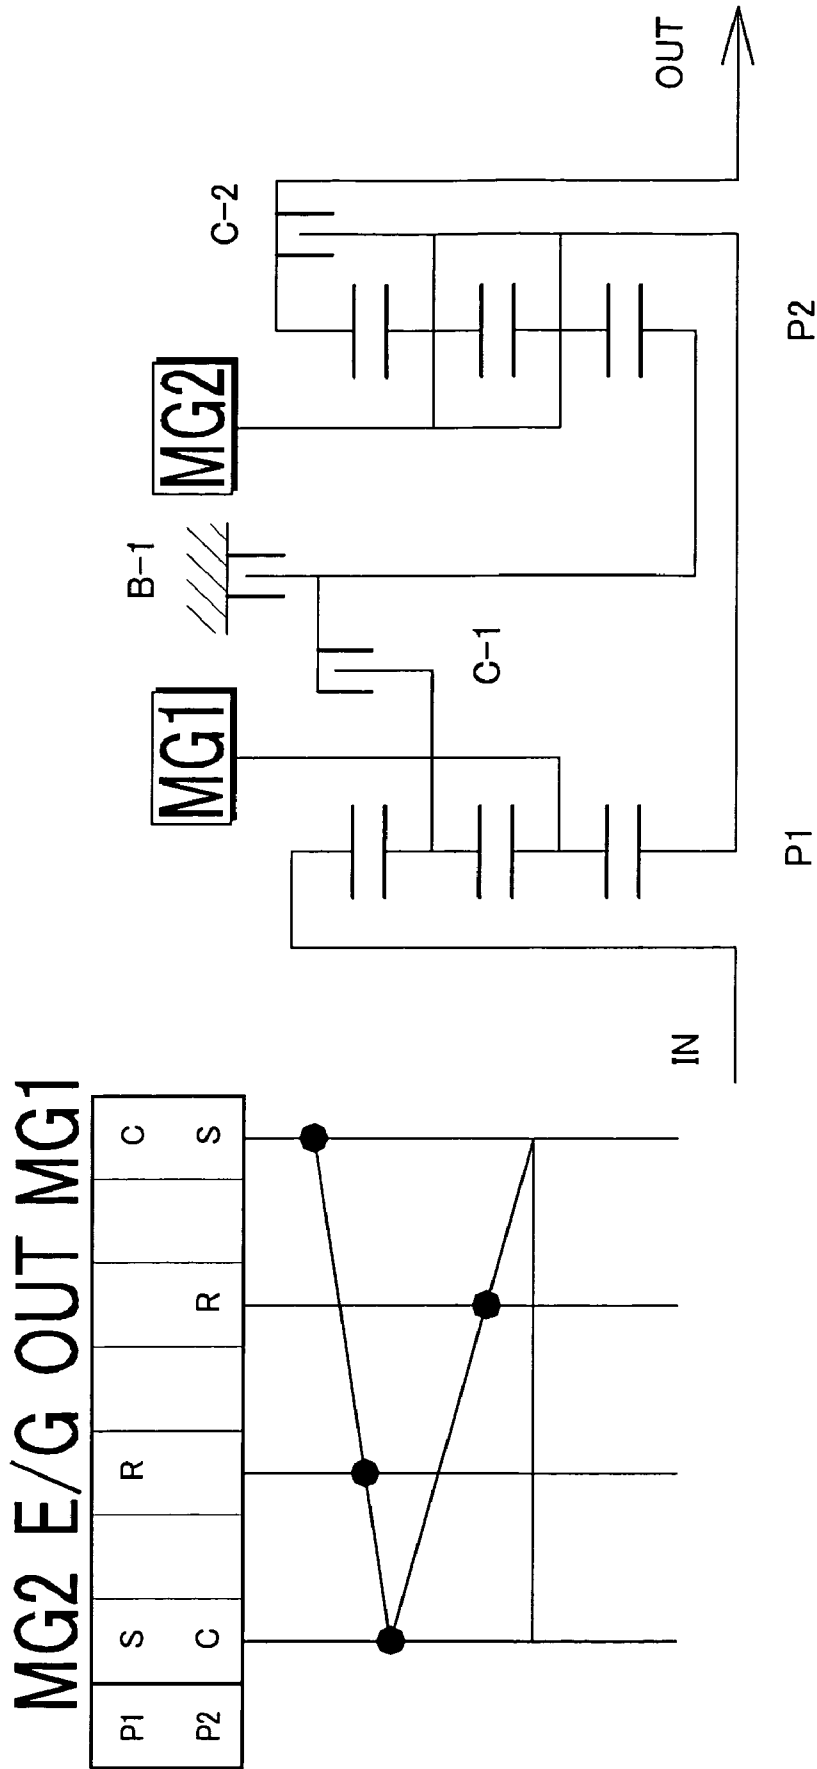 MG2 E/G OUT MG1
P1 S R C
P2 C R S
IN
OUT
MG1
MG2
B-1
C-1
C-2
P1
P2